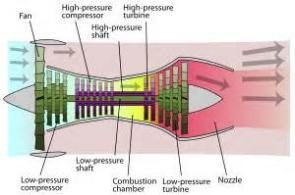 Fan
High-pressure
compressor
High-pressure
shaft
High-pressure
turbine
Low-pressure
compressor
Low-pressure
shaft
Combustion
chamber
Low-pressure
turbine
Nozzle